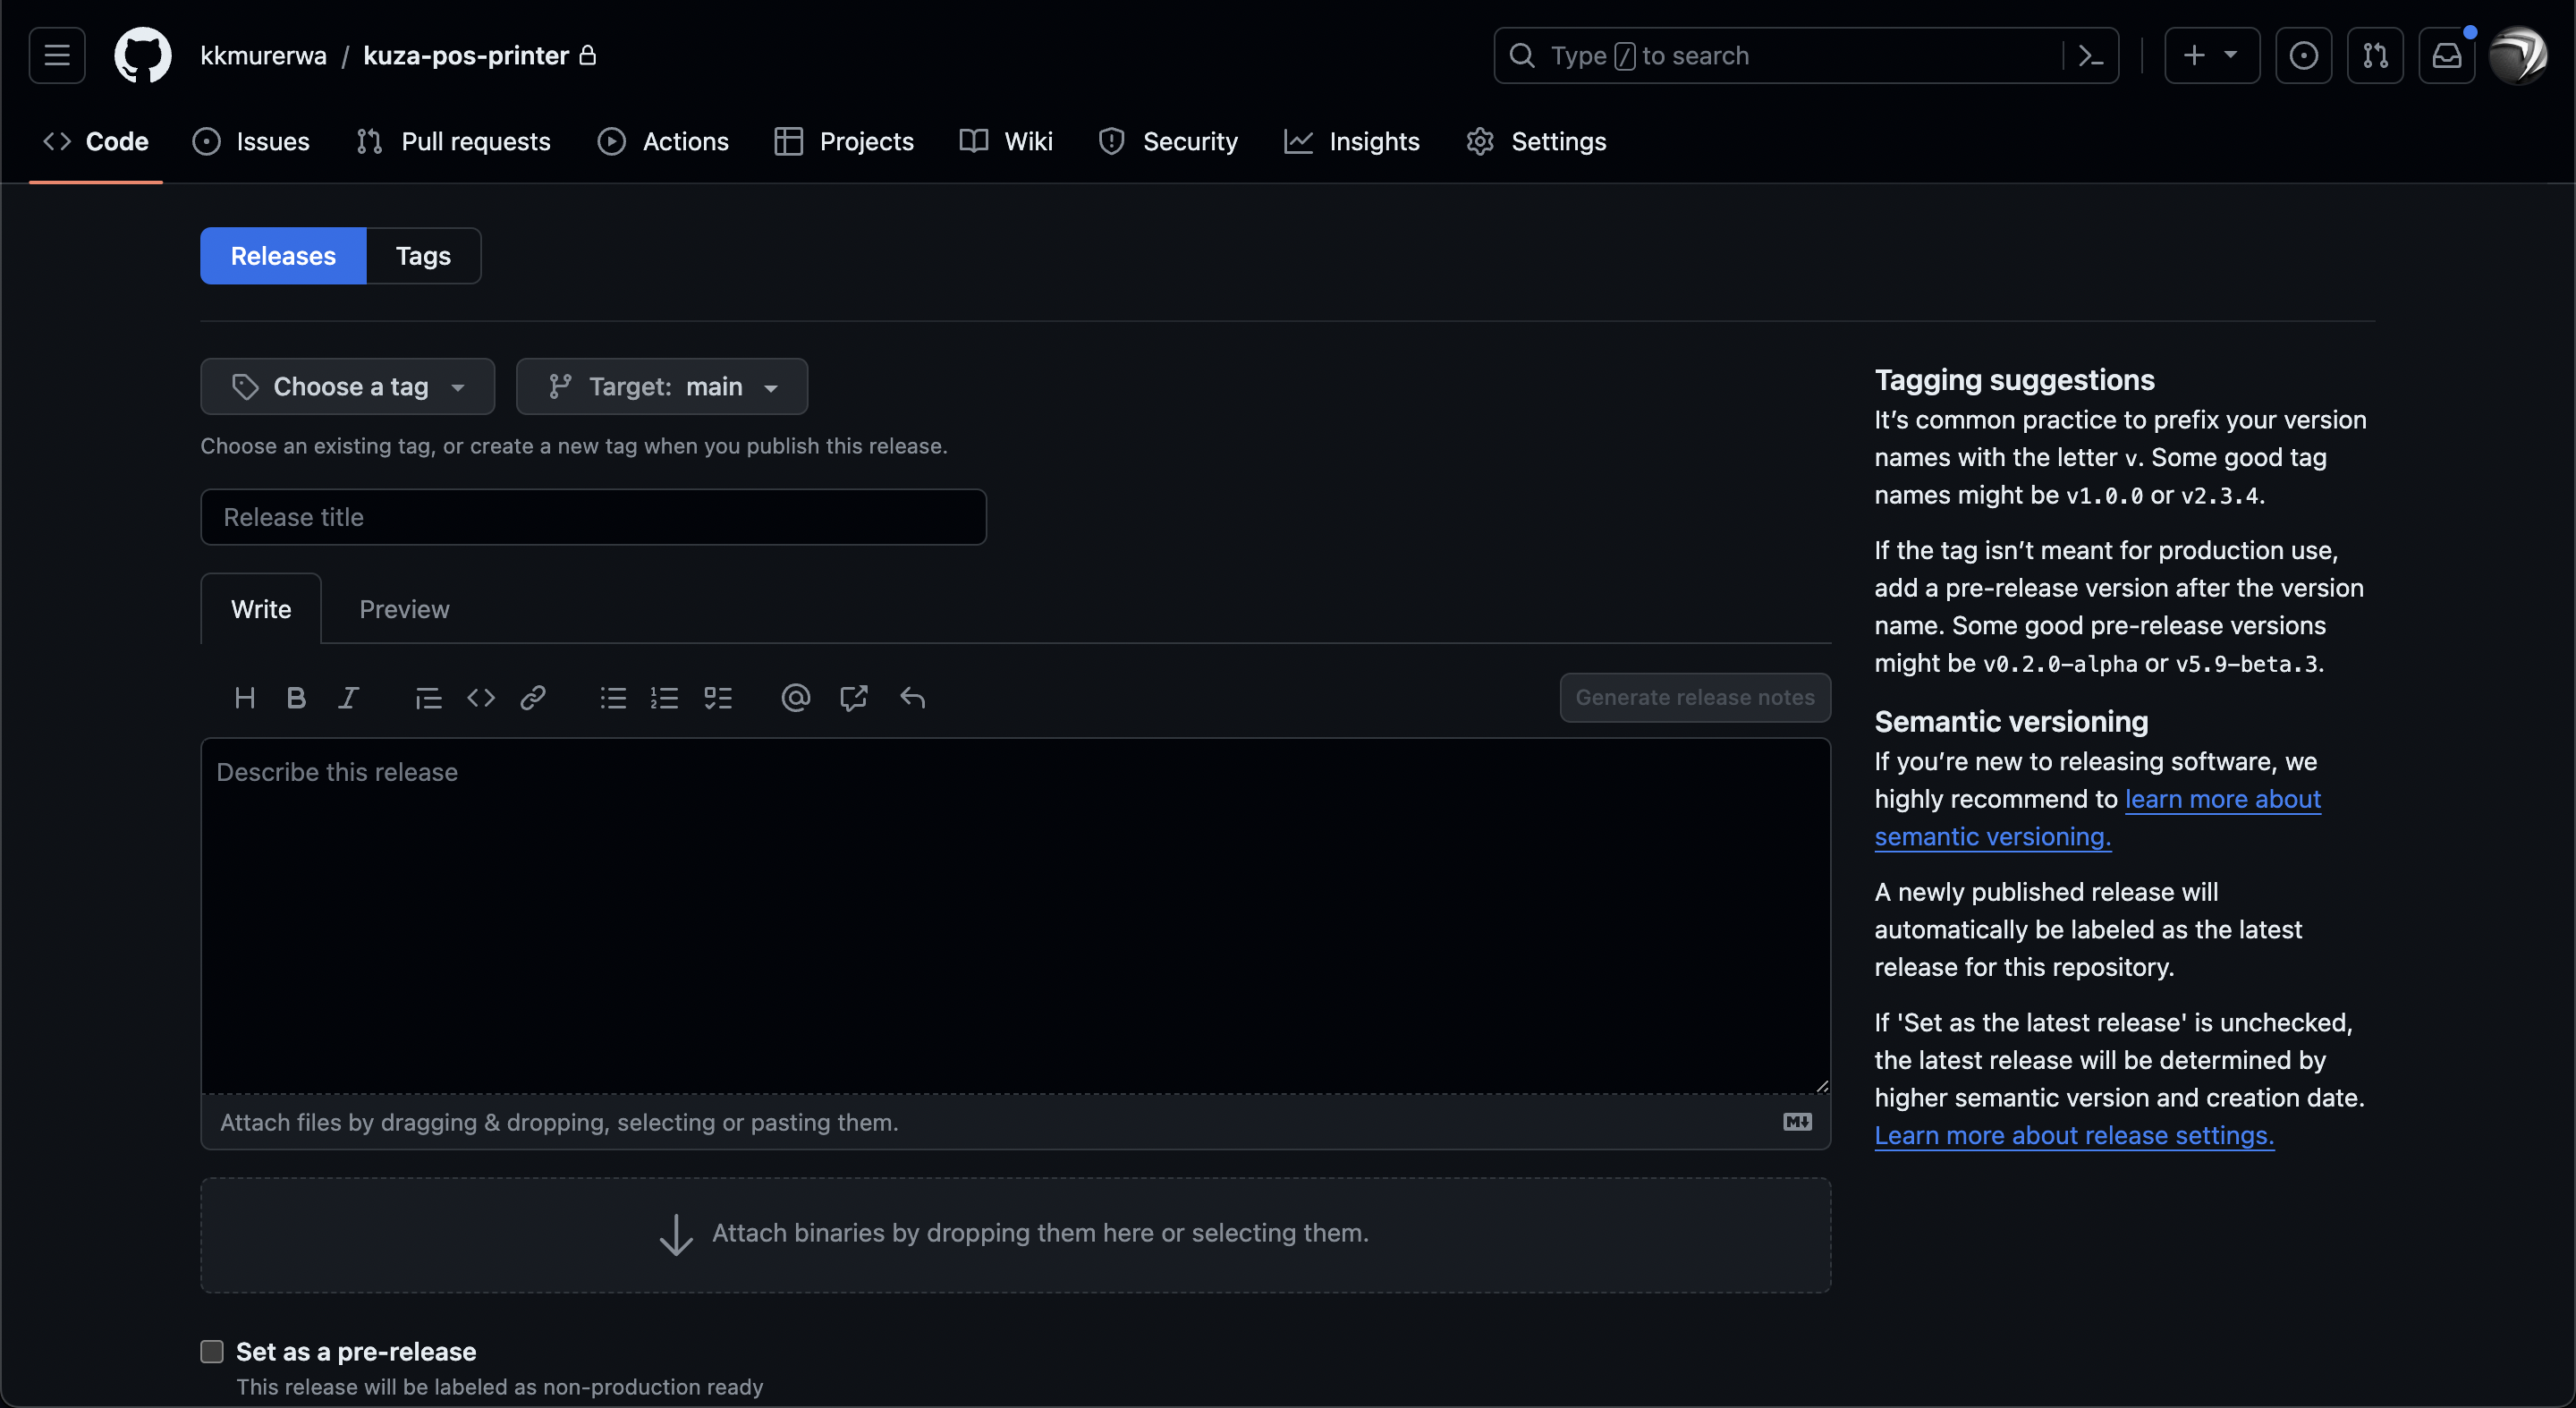 kkmurerwa / kuza-pos-printer
Type / to search
Code Issues Pull requests Actions Projects Wiki Security Insights Settings
Releases Tags
Choose a tag Target: main
Choose an existing tag, or create a new tag when you publish this release.
Release title
Write Preview
Generate release notes
Describe this release
Attach files by dragging & dropping, selecting or pasting them.
Attach binaries by dropping them here or selecting them.
Set as a pre-release
This release will be labeled as non-production ready
Tagging suggestions
It’s common practice to prefix your version
names with the letter v. Some good tag
names might be v1.0.0 or v2.3.4.
If the tag isn’t meant for production use,
add a pre-release version after the version
name. Some good pre-release versions
might be v0.2.0-alpha or v5.9-beta.3.
Semantic versioning
If you’re new to releasing software, we
highly recommend to learn more about
semantic versioning.
A newly published release will
automatically be labeled as the latest
release for this repository.
If 'Set as the latest release' is unchecked,
the latest release will be determined by
higher semantic version and creation date.
Learn more about release settings.